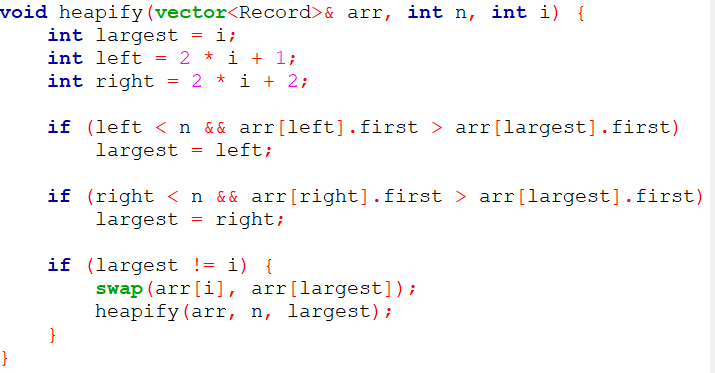 void heapify(vector<Record>& arr, int n, int i) {
    int largest = i;
    int left = 2 * i + 1;
    int right = 2 * i + 2;

    if (left < n && arr[left].first > arr[largest].first)
        largest = left;

    if (right < n && arr[right].first > arr[largest].first)
        largest = right;

    if (largest != i) {
        swap(arr[i], arr[largest]);
        heapify(arr, n, largest);
    }
}